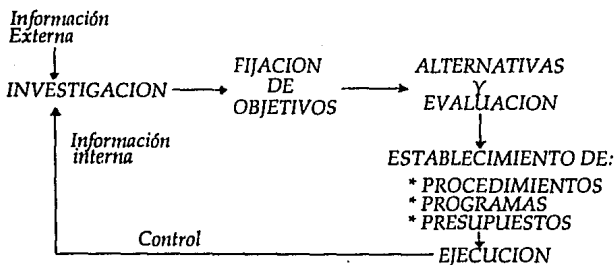 Información
Externa
INVESTIGACION
FIJACION
DE
OBJETIVOS
ALTERNATIVAS
Y
EVALUACION
Información
interna
ESTABLECIMIENTO DE:
* PROCEDIMIENTOS
* PROGRAMAS
* PRESUPUESTOS
Control
EJECUCION